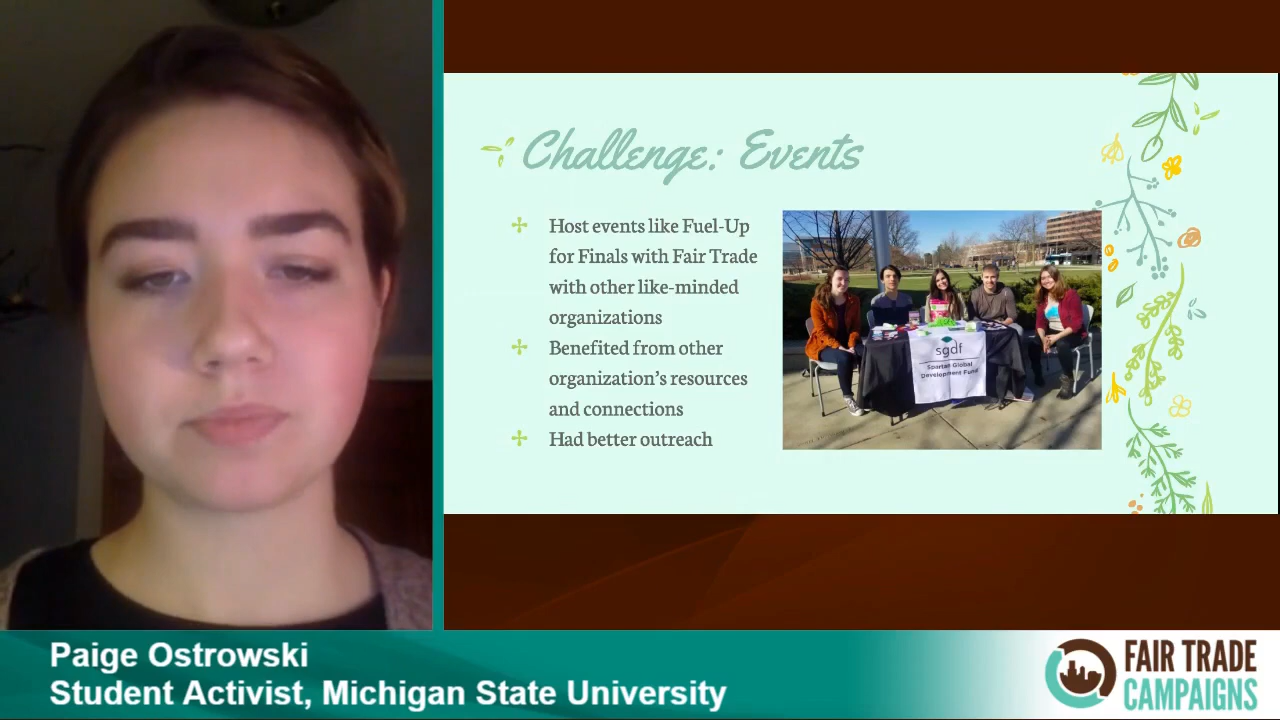 Challenge: Events
Host events like Fuel-Up
for Finals with Fair Trade
with other like-minded
organizations
Benefited from other
organization's resources
and connections
Had better outreach
sgdf
Spartan Global
Development Fund
Paige Ostrowski
Student Activist, Michigan State University
FAIR TRADE
CAMPAIGNS